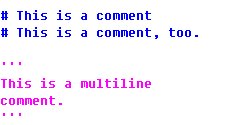 # This is a comment
# This is a comment, too.
'''
This is a multiline
comment.
'''